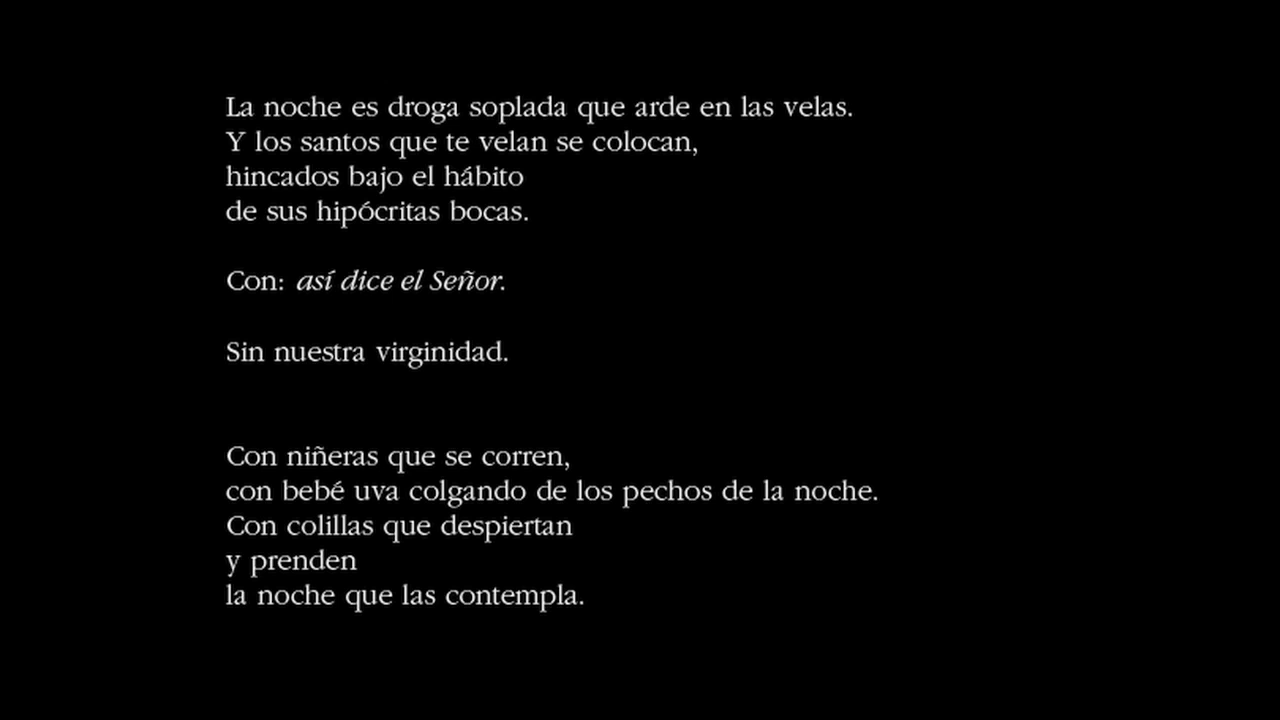 La noche es droga soplada que arde en las velas.
Y los santos que te velan se colocan,
hincados bajo el hábito
de sus hipócritas bocas.
Con: así dice el Señor.
Sin nuestra virginidad.
Con niñeras que se corren,
con bebé uva colgando de los pechos de la noche.
Con colillas que despiertan
y prenden
la noche que las contempla.